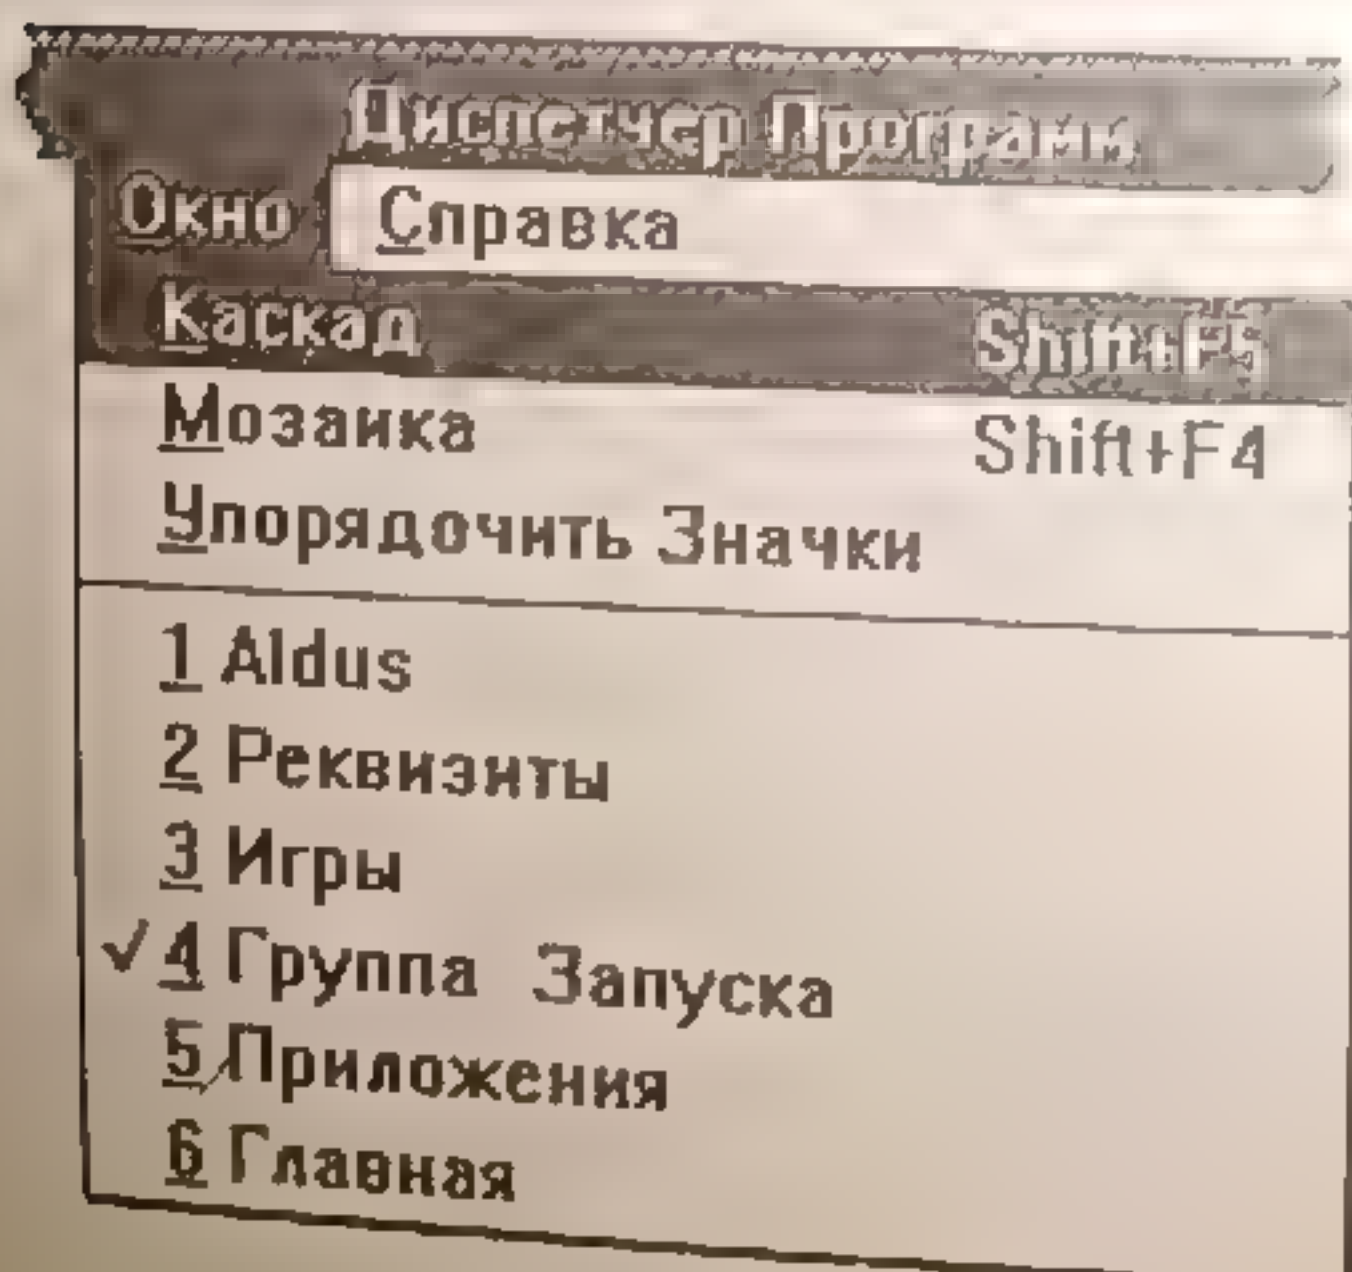 Диспетчер Программ
Окно Справка
Каскад Shift+F5
Мозаика Shift+F4
Упорядочить Значки
1 Aldus
2 Реквизиты
3 Игры
✓4 Группа Запуска
5 Приложения
6 Главная